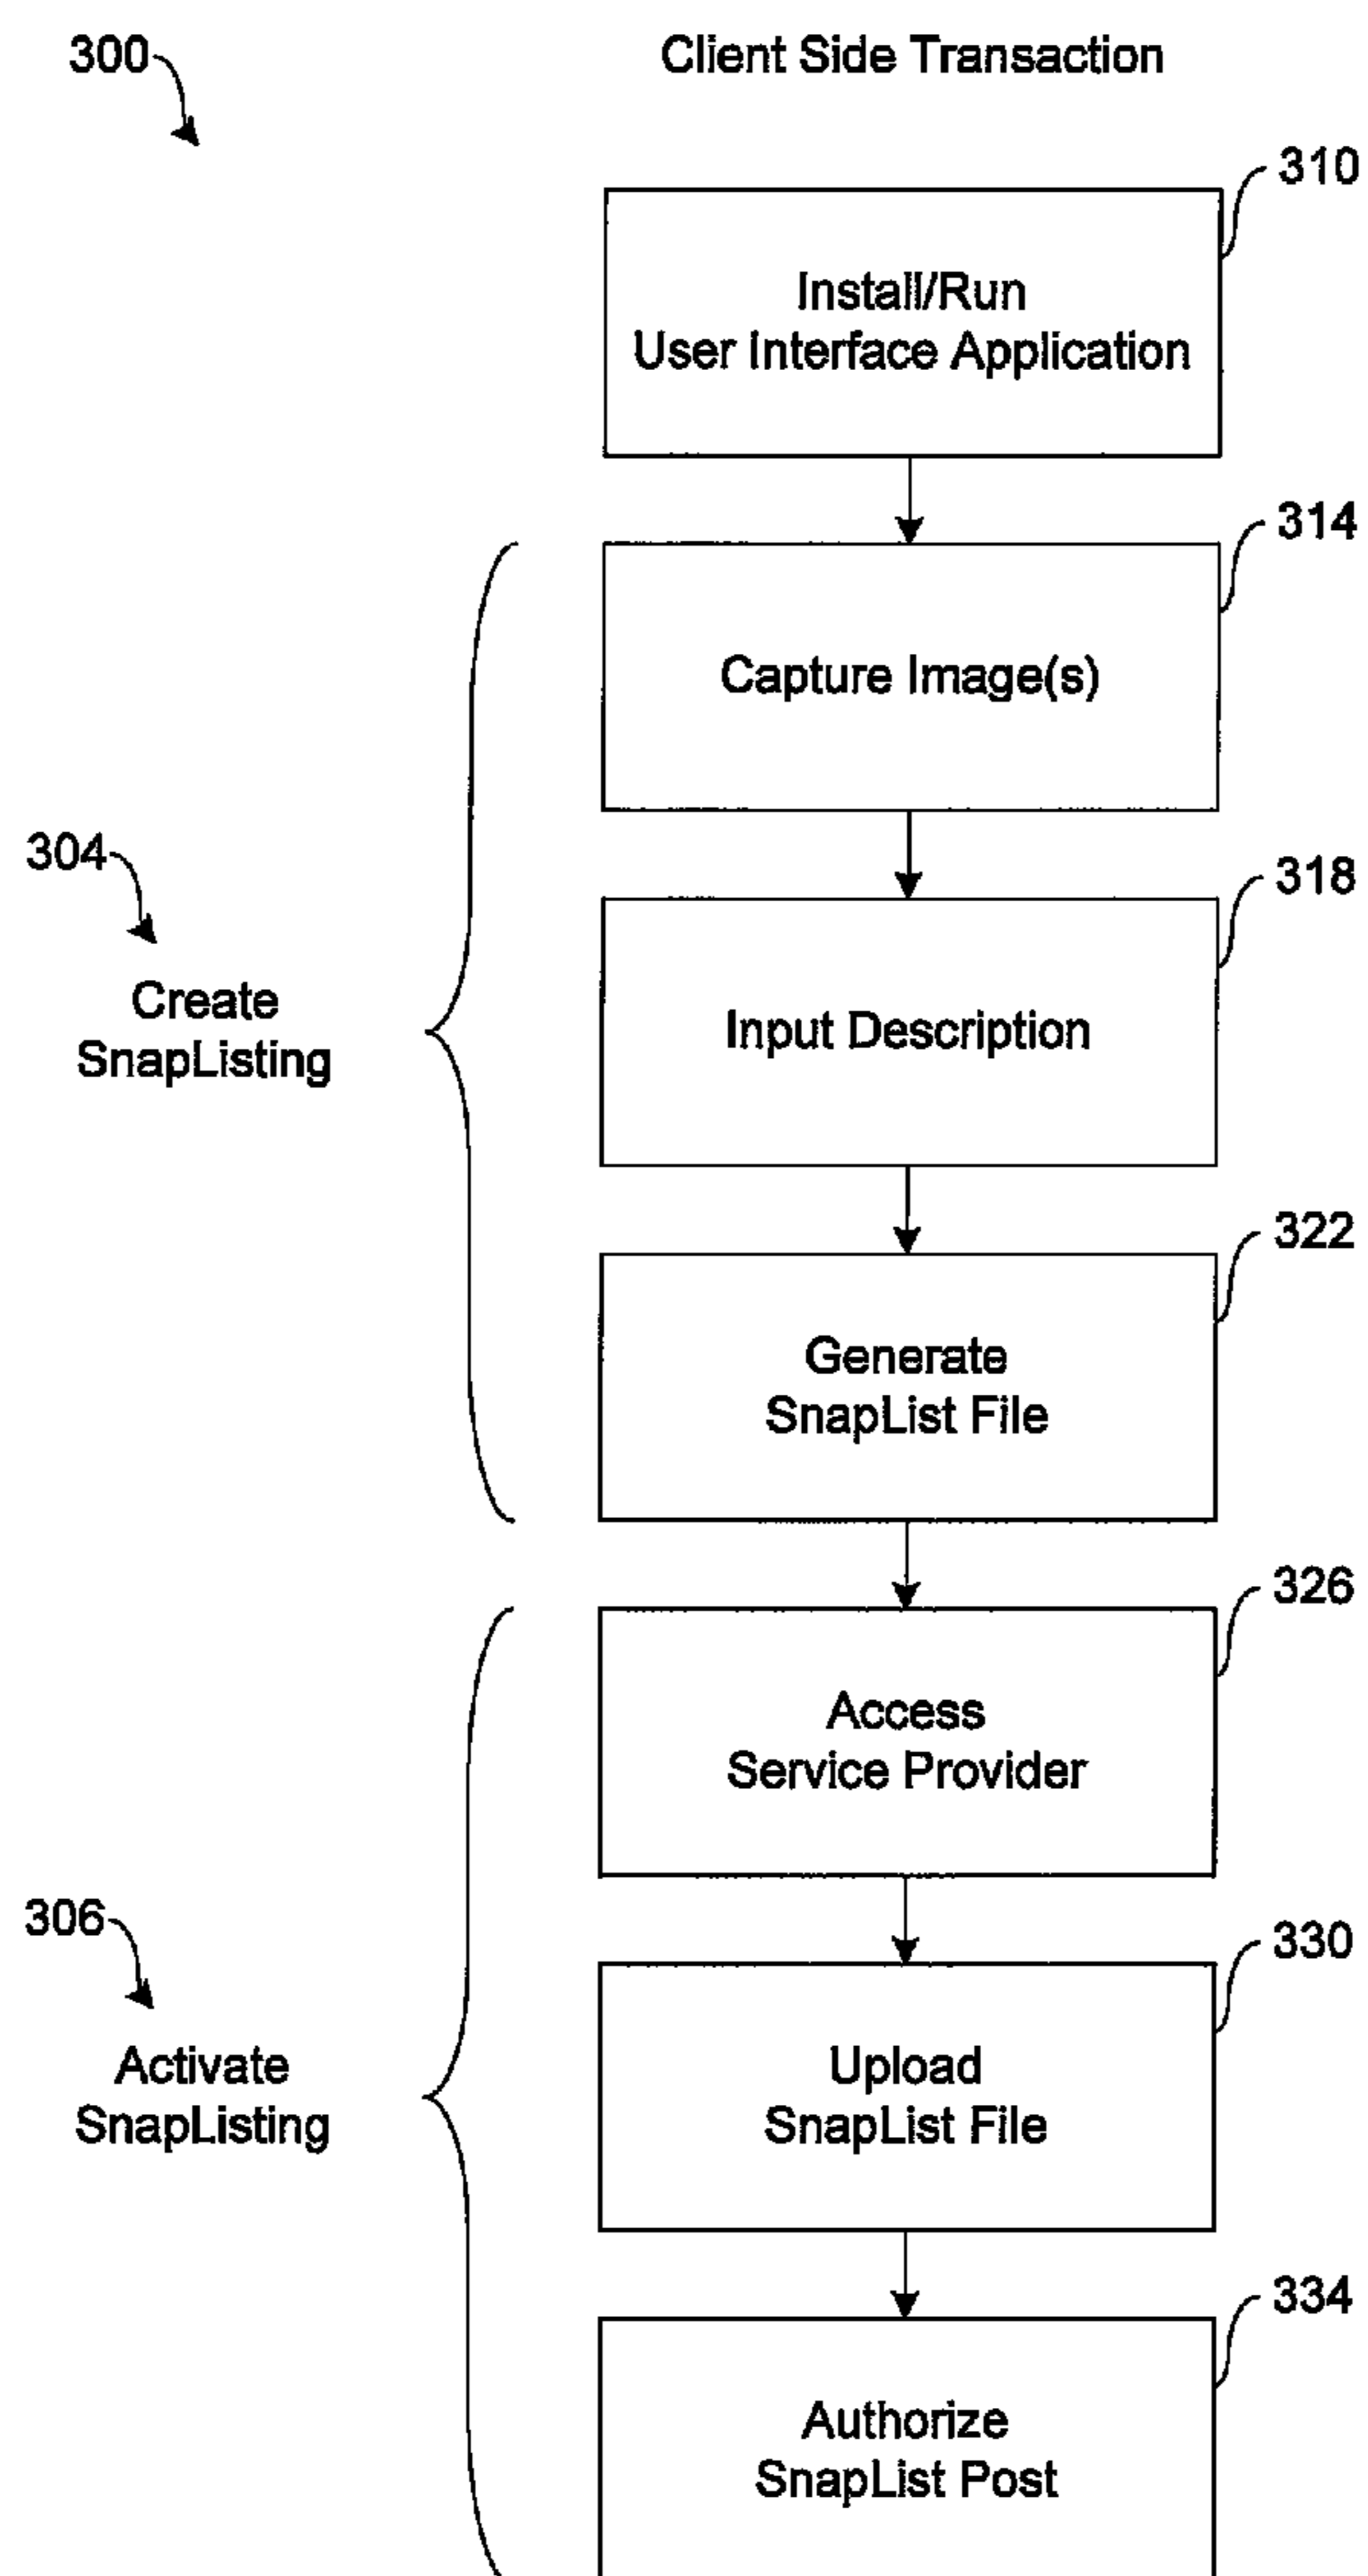 300
Client Side Transaction
310
Install/Run
User Interface Application
314
Capture Image(s)
304
Create
SnapListing
318
Input Description
322
Generate
SnapList File
326
Access
Service Provider
306
Activate
SnapListing
330
Upload
SnapList File
334
Authorize
SnapList Post